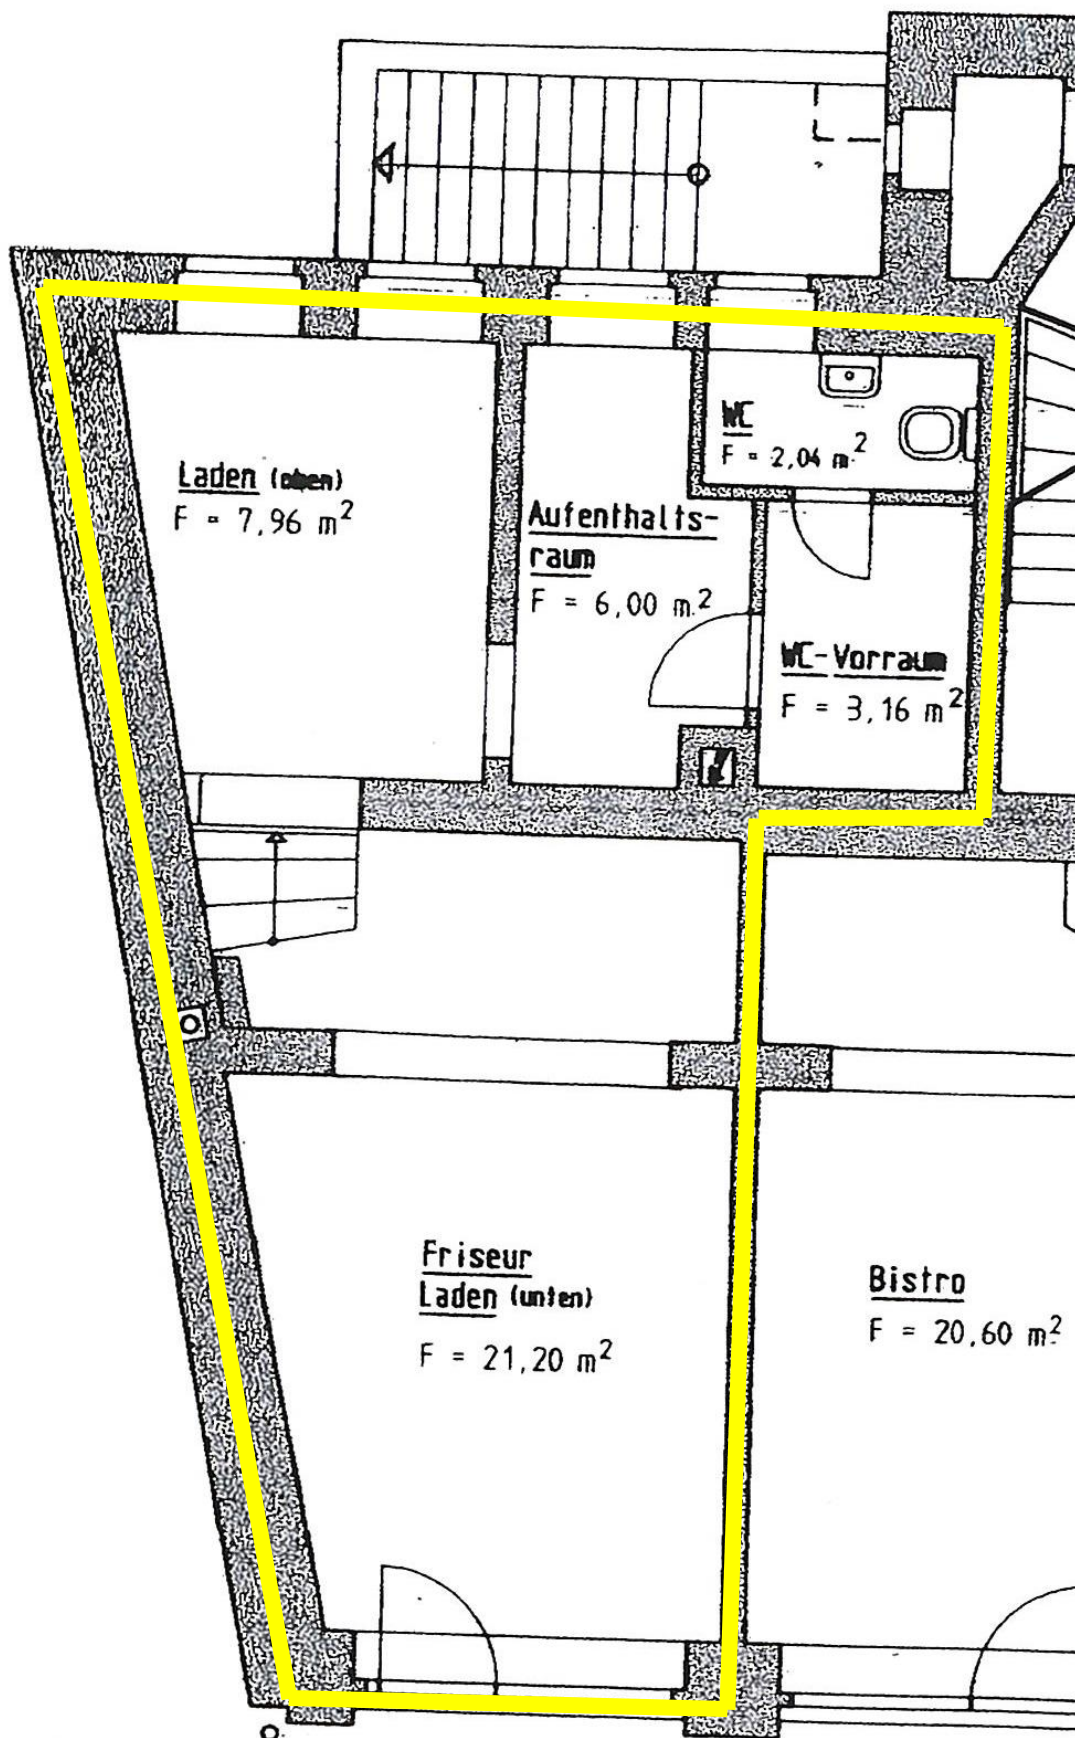 Laden (oben)
F = 7,96 m²
Aufenthalts-
raum
F = 6,00 m²
WC
F = 2,04 m²
WC-Vorraum
F = 3,16 m²
Friseur
Laden (unten)
F = 21,20 m²
Bistro
F = 20,60 m²